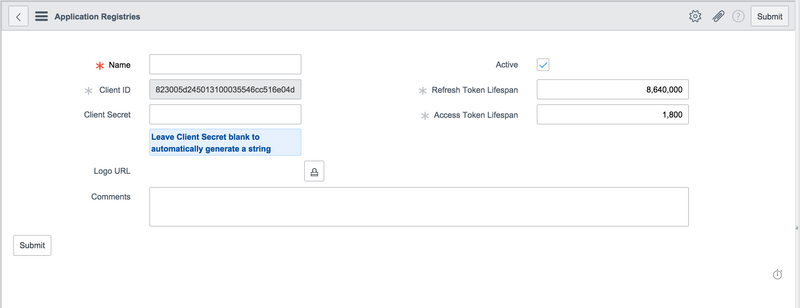 Application Registries
Submit
Name
Active
Client ID
823005d245013100035546cc516e04d
Refresh Token Lifespan
8,640,000
Client Secret
Access Token Lifespan
1,800
Leave Client Secret blank to
automatically generate a string
Logo URL
Comments
Submit